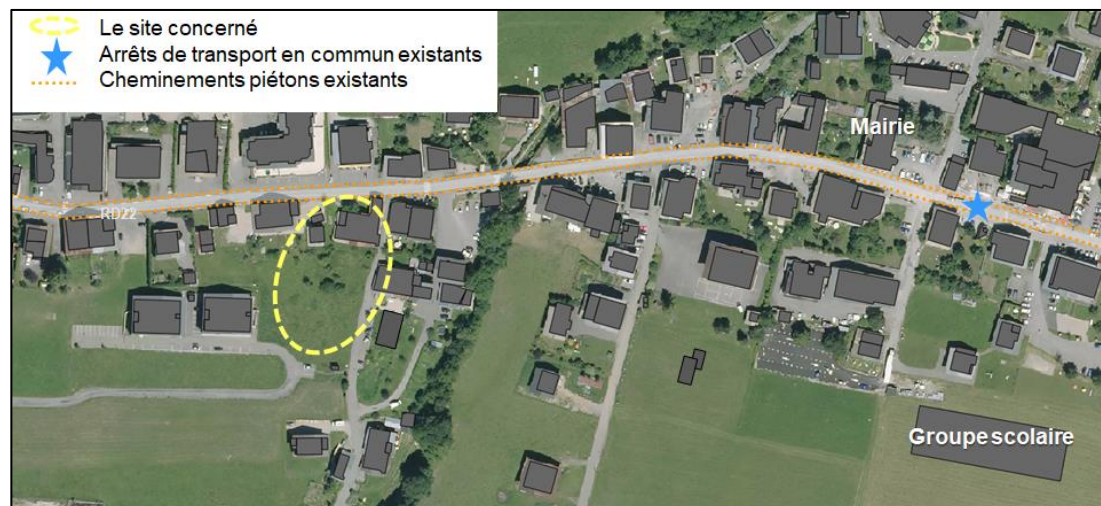 Le site concerné
Arrêts de transport en commun existants
Cheminements piétons existants
Mairie
RD22
Groupe scolaire